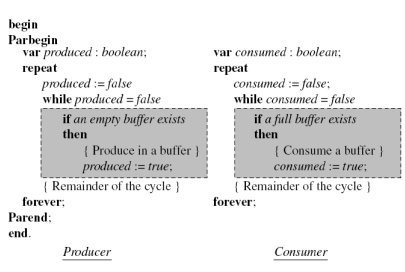 begin
Parbegin
var produced : boolean;
repeat
produced := false
while produced = false
if an empty buffer exists
then
{ Produce in a buffer }
produced := true;
{ Remainder of the cycle }
forever;
Parend;
end.
Producer
var consumed : boolean;
repeat
consumed := false;
while consumed = false
if a full buffer exists
then
{ Consume a buffer }
consumed := true;
{ Remainder of the cycle }
forever;
Consumer